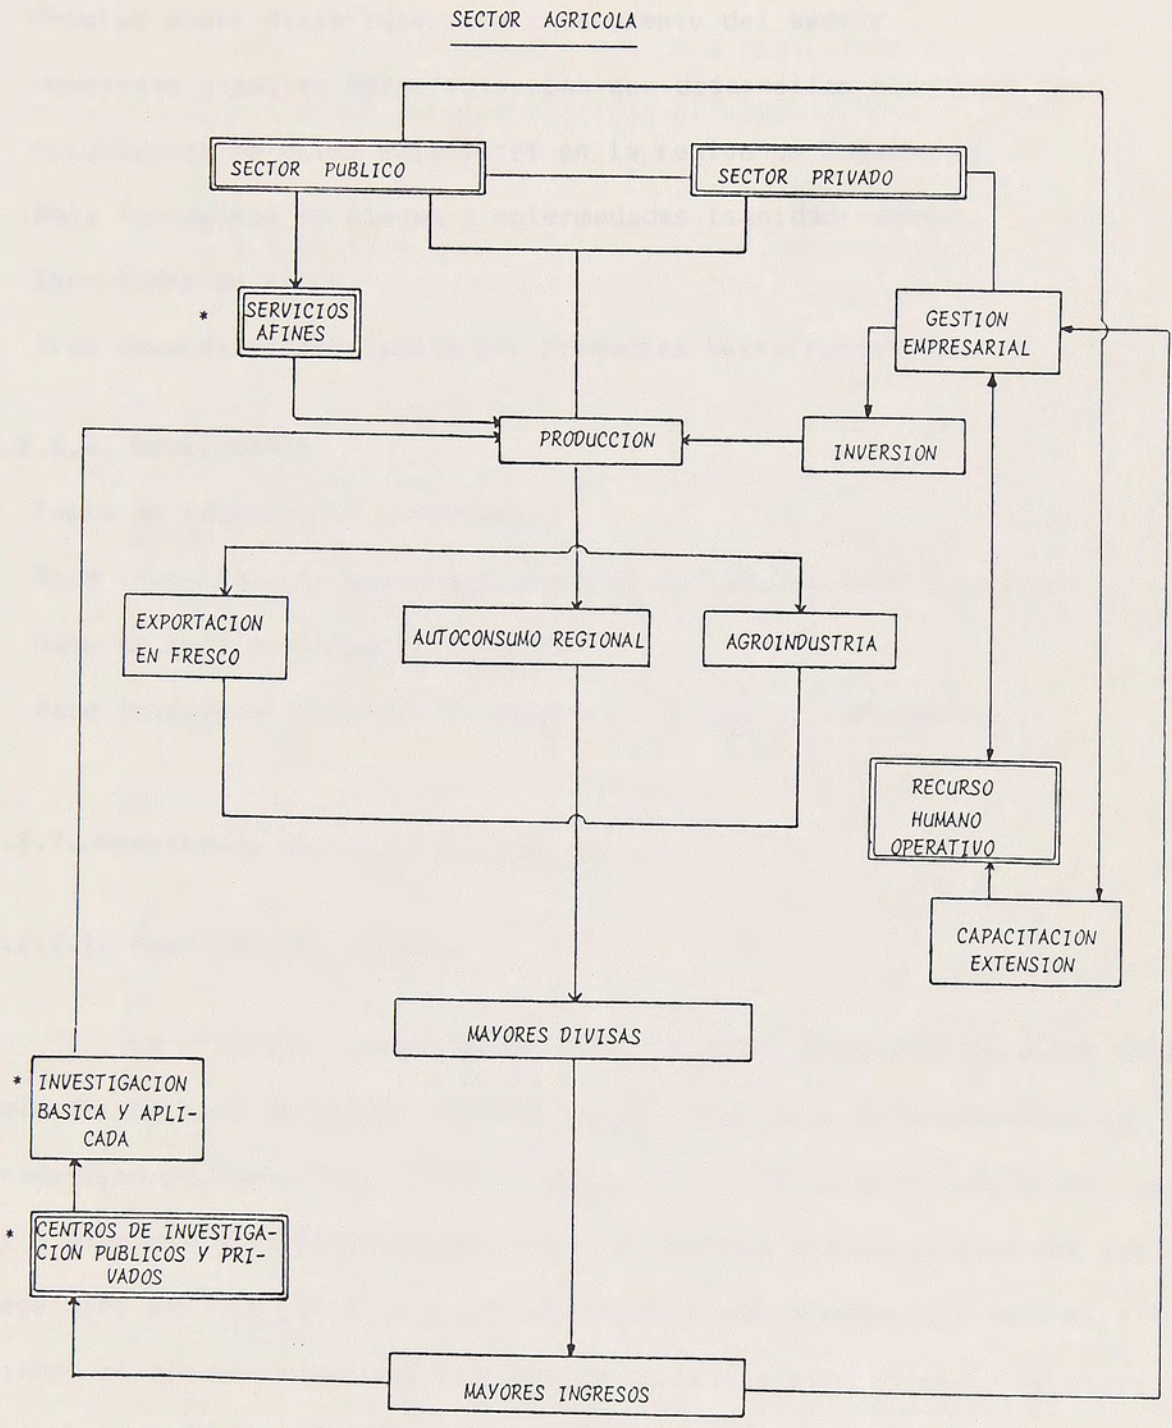 SECTOR AGRICOLA
SECTOR PUBLICO
SECTOR PRIVADO
* SERVICIOS
AFINES
GESTION
EMPRESARIAL
PRODUCCION
INVERSION
EXPORTACION
EN FRESCO
AUTOCONSUMO REGIONAL
AGROINDUSTRIA
RECURSO
HUMANO
OPERATIVO
CAPACITACION
EXTENSION
MAYORES DIVISAS
* INVESTIGACION
BASICA Y APLI-
CADA
* CENTROS DE INVESTIGA-
CION PUBLICOS Y PRI-
VADOS
MAYORES INGRESOS